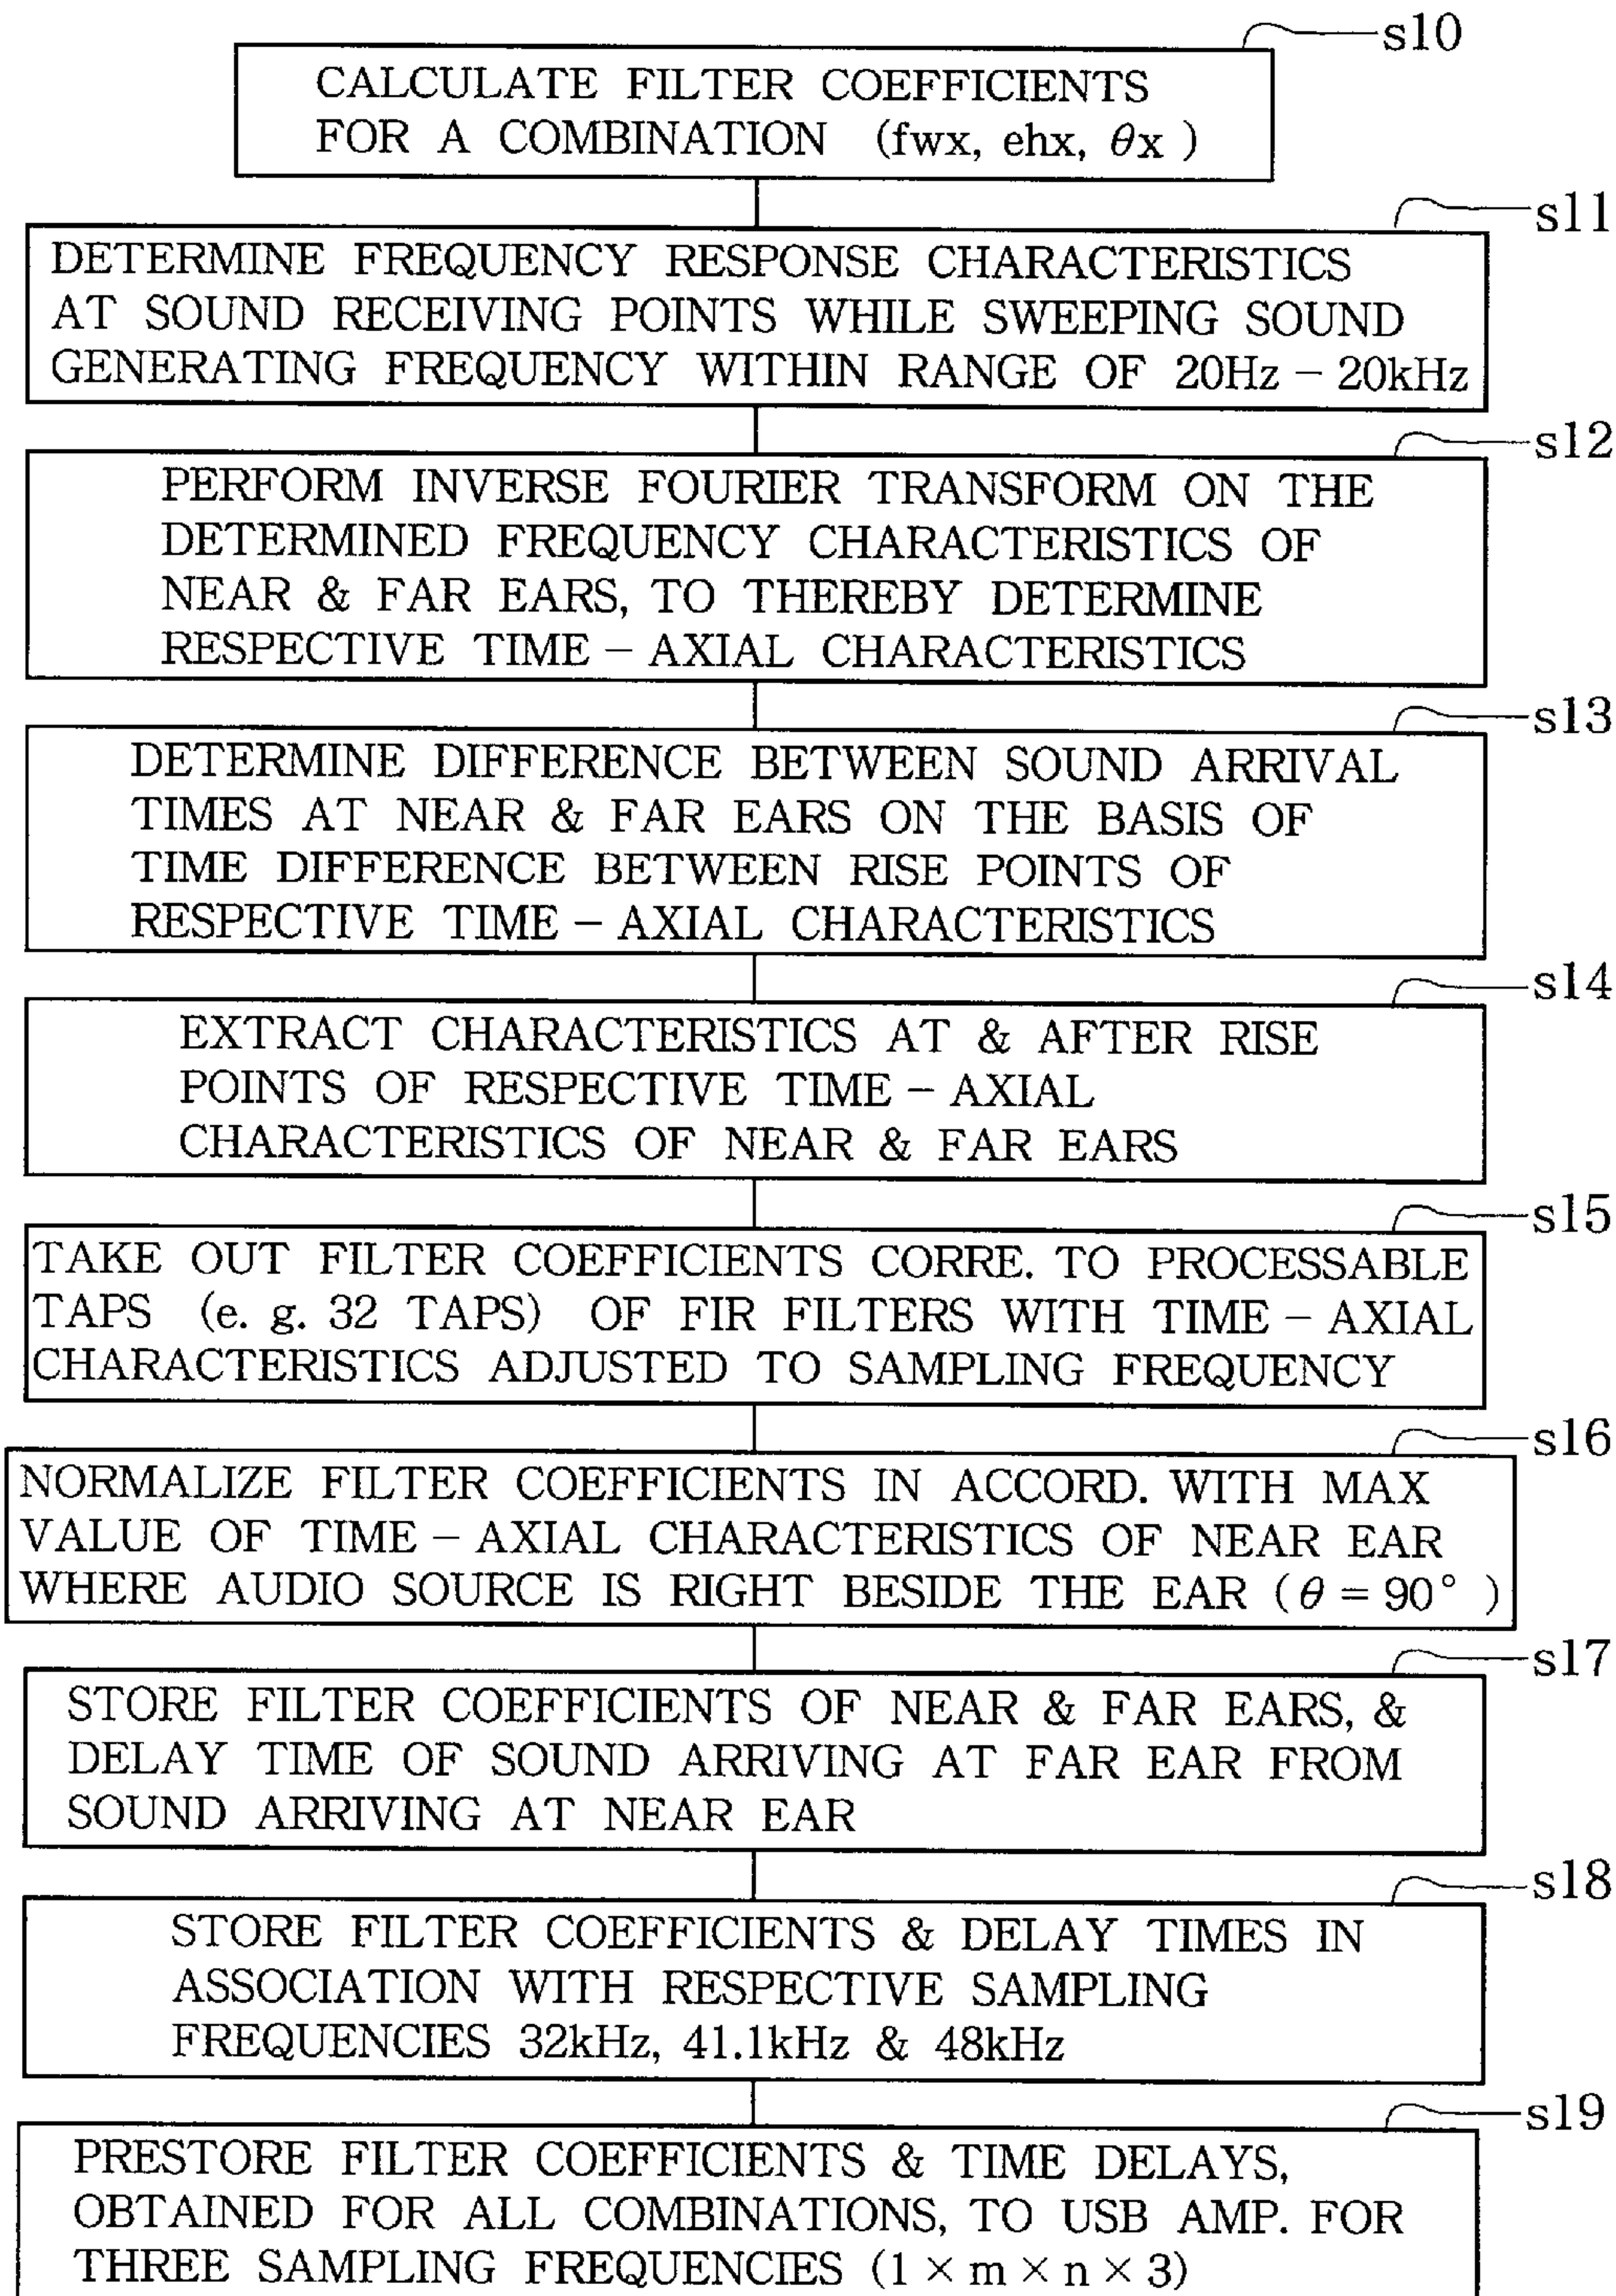 s10
CALCULATE FILTER COEFFICIENTS
FOR A COMBINATION (fwx, ehx, θx )
s11
DETERMINE FREQUENCY RESPONSE CHARACTERISTICS
AT SOUND RECEIVING POINTS WHILE SWEEPING SOUND
GENERATING FREQUENCY WITHIN RANGE OF 20Hz – 20kHz
s12
PERFORM INVERSE FOURIER TRANSFORM ON THE
DETERMINED FREQUENCY CHARACTERISTICS OF
NEAR & FAR EARS, TO THEREBY DETERMINE
RESPECTIVE TIME – AXIAL CHARACTERISTICS
s13
DETERMINE DIFFERENCE BETWEEN SOUND ARRIVAL
TIMES AT NEAR & FAR EARS ON THE BASIS OF
TIME DIFFERENCE BETWEEN RISE POINTS OF
RESPECTIVE TIME – AXIAL CHARACTERISTICS
s14
EXTRACT CHARACTERISTICS AT & AFTER RISE
POINTS OF RESPECTIVE TIME – AXIAL
CHARACTERISTICS OF NEAR & FAR EARS
s15
TAKE OUT FILTER COEFFICIENTS CORRE. TO PROCESSABLE
TAPS (e. g. 32 TAPS) OF FIR FILTERS WITH TIME – AXIAL
CHARACTERISTICS ADJUSTED TO SAMPLING FREQUENCY
s16
NORMALIZE FILTER COEFFICIENTS IN ACCORD. WITH MAX
VALUE OF TIME – AXIAL CHARACTERISTICS OF NEAR EAR
WHERE AUDIO SOURCE IS RIGHT BESIDE THE EAR ( θ = 90° )
s17
STORE FILTER COEFFICIENTS OF NEAR & FAR EARS, &
DELAY TIME OF SOUND ARRIVING AT FAR EAR FROM
SOUND ARRIVING AT NEAR EAR
s18
STORE FILTER COEFFICIENTS & DELAY TIMES IN
ASSOCIATION WITH RESPECTIVE SAMPLING
FREQUENCIES 32kHz, 41.1kHz & 48kHz
s19
PRESTORE FILTER COEFFICIENTS & TIME DELAYS,
OBTAINED FOR ALL COMBINATIONS, TO USB AMP. FOR
THREE SAMPLING FREQUENCIES (1 × m × n × 3)